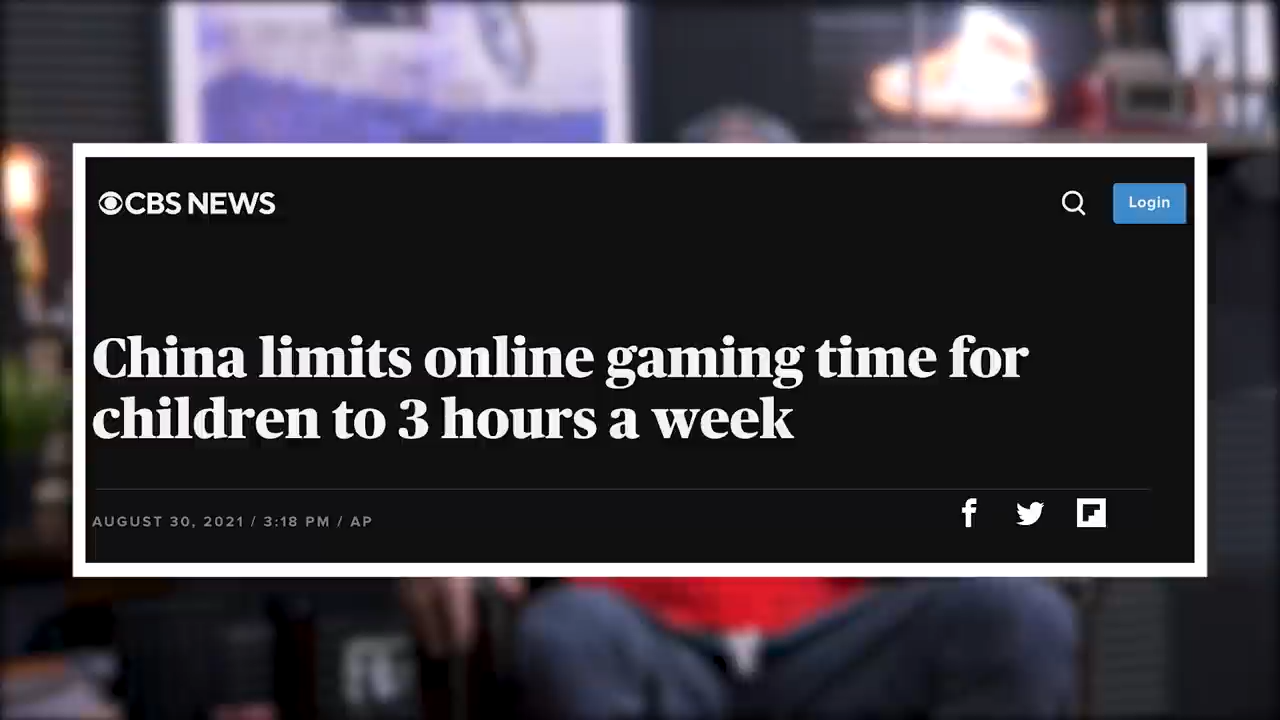 CBS NEWS
Login
China limits online gaming time for
children to 3 hours a week
AUGUST 30, 2021 / 3:18 PM / AP